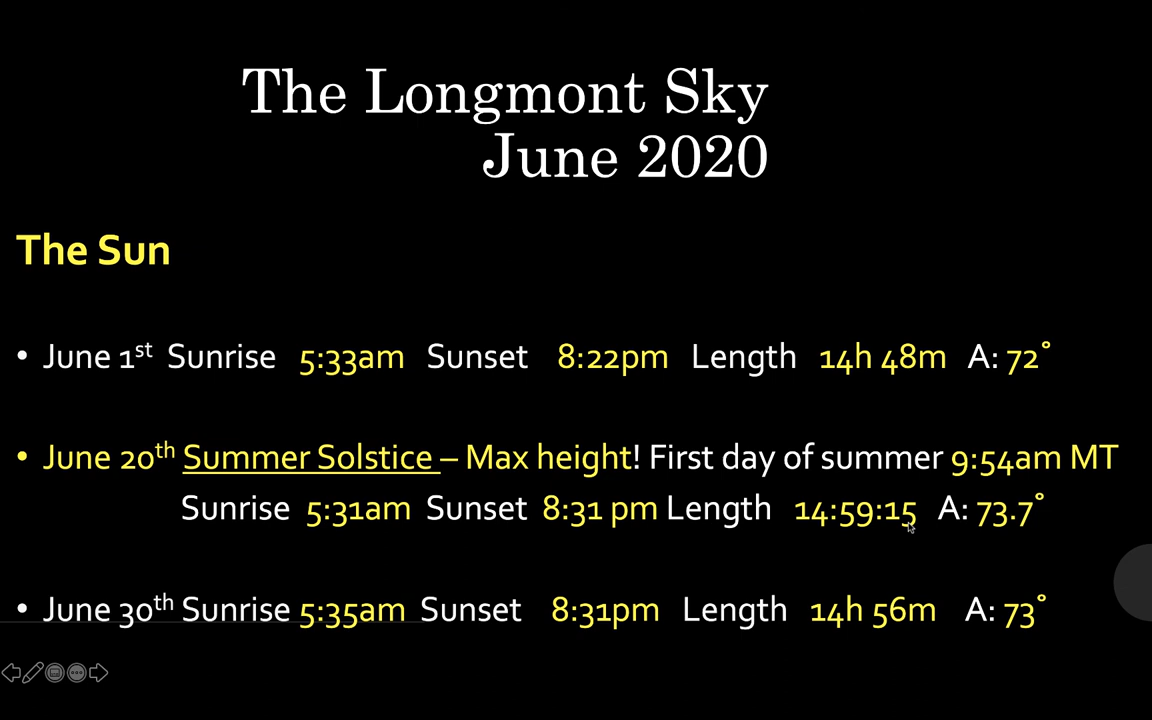 The Longmont Sky
June 2020
The Sun
• June 1st Sunrise 5:33am Sunset 8:22pm Length 14h 48m A: 72˚
• June 20th Summer Solstice – Max height! First day of summer 9:54am MT
Sunrise 5:31am Sunset 8:31 pm Length 14:59:15 A: 73.7˚
• June 30th Sunrise 5:35am Sunset 8:31pm Length 14h 56m A: 73˚